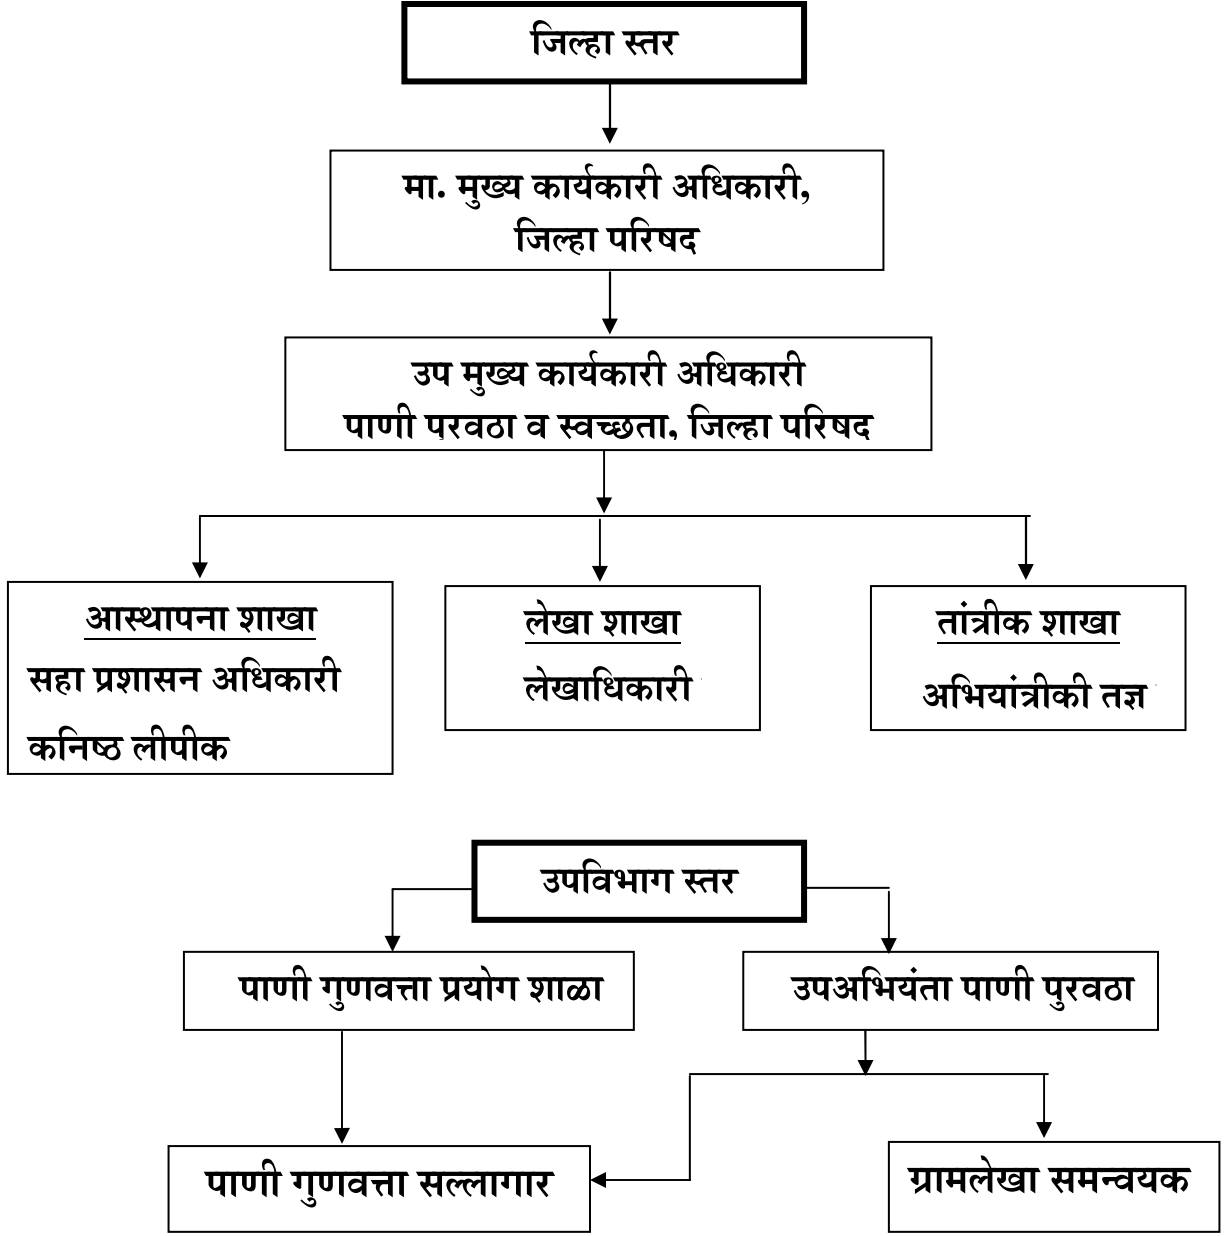 जिल्हा स्तर
मा. मुख्य कार्यकारी अधिकारी,
जिल्हा परिषद
उप मुख्य कार्यकारी अधिकारी
पाणी पुरवठा व स्वच्छता, जिल्हा परिषद
आस्थापना शाखा
सहा प्रशासन अधिकारी
कनिष्ठ लीपीक
लेखा शाखा
लेखाधिकारी
तांत्रीक शाखा
अभियांत्रीकी तज्ञ
उपविभाग स्तर
पाणी गुणवत्ता प्रयोग शाळा
उपअभियंता पाणी पुरवठा
पाणी गुणवत्ता सल्लागार
ग्रामलेखा समन्वयक